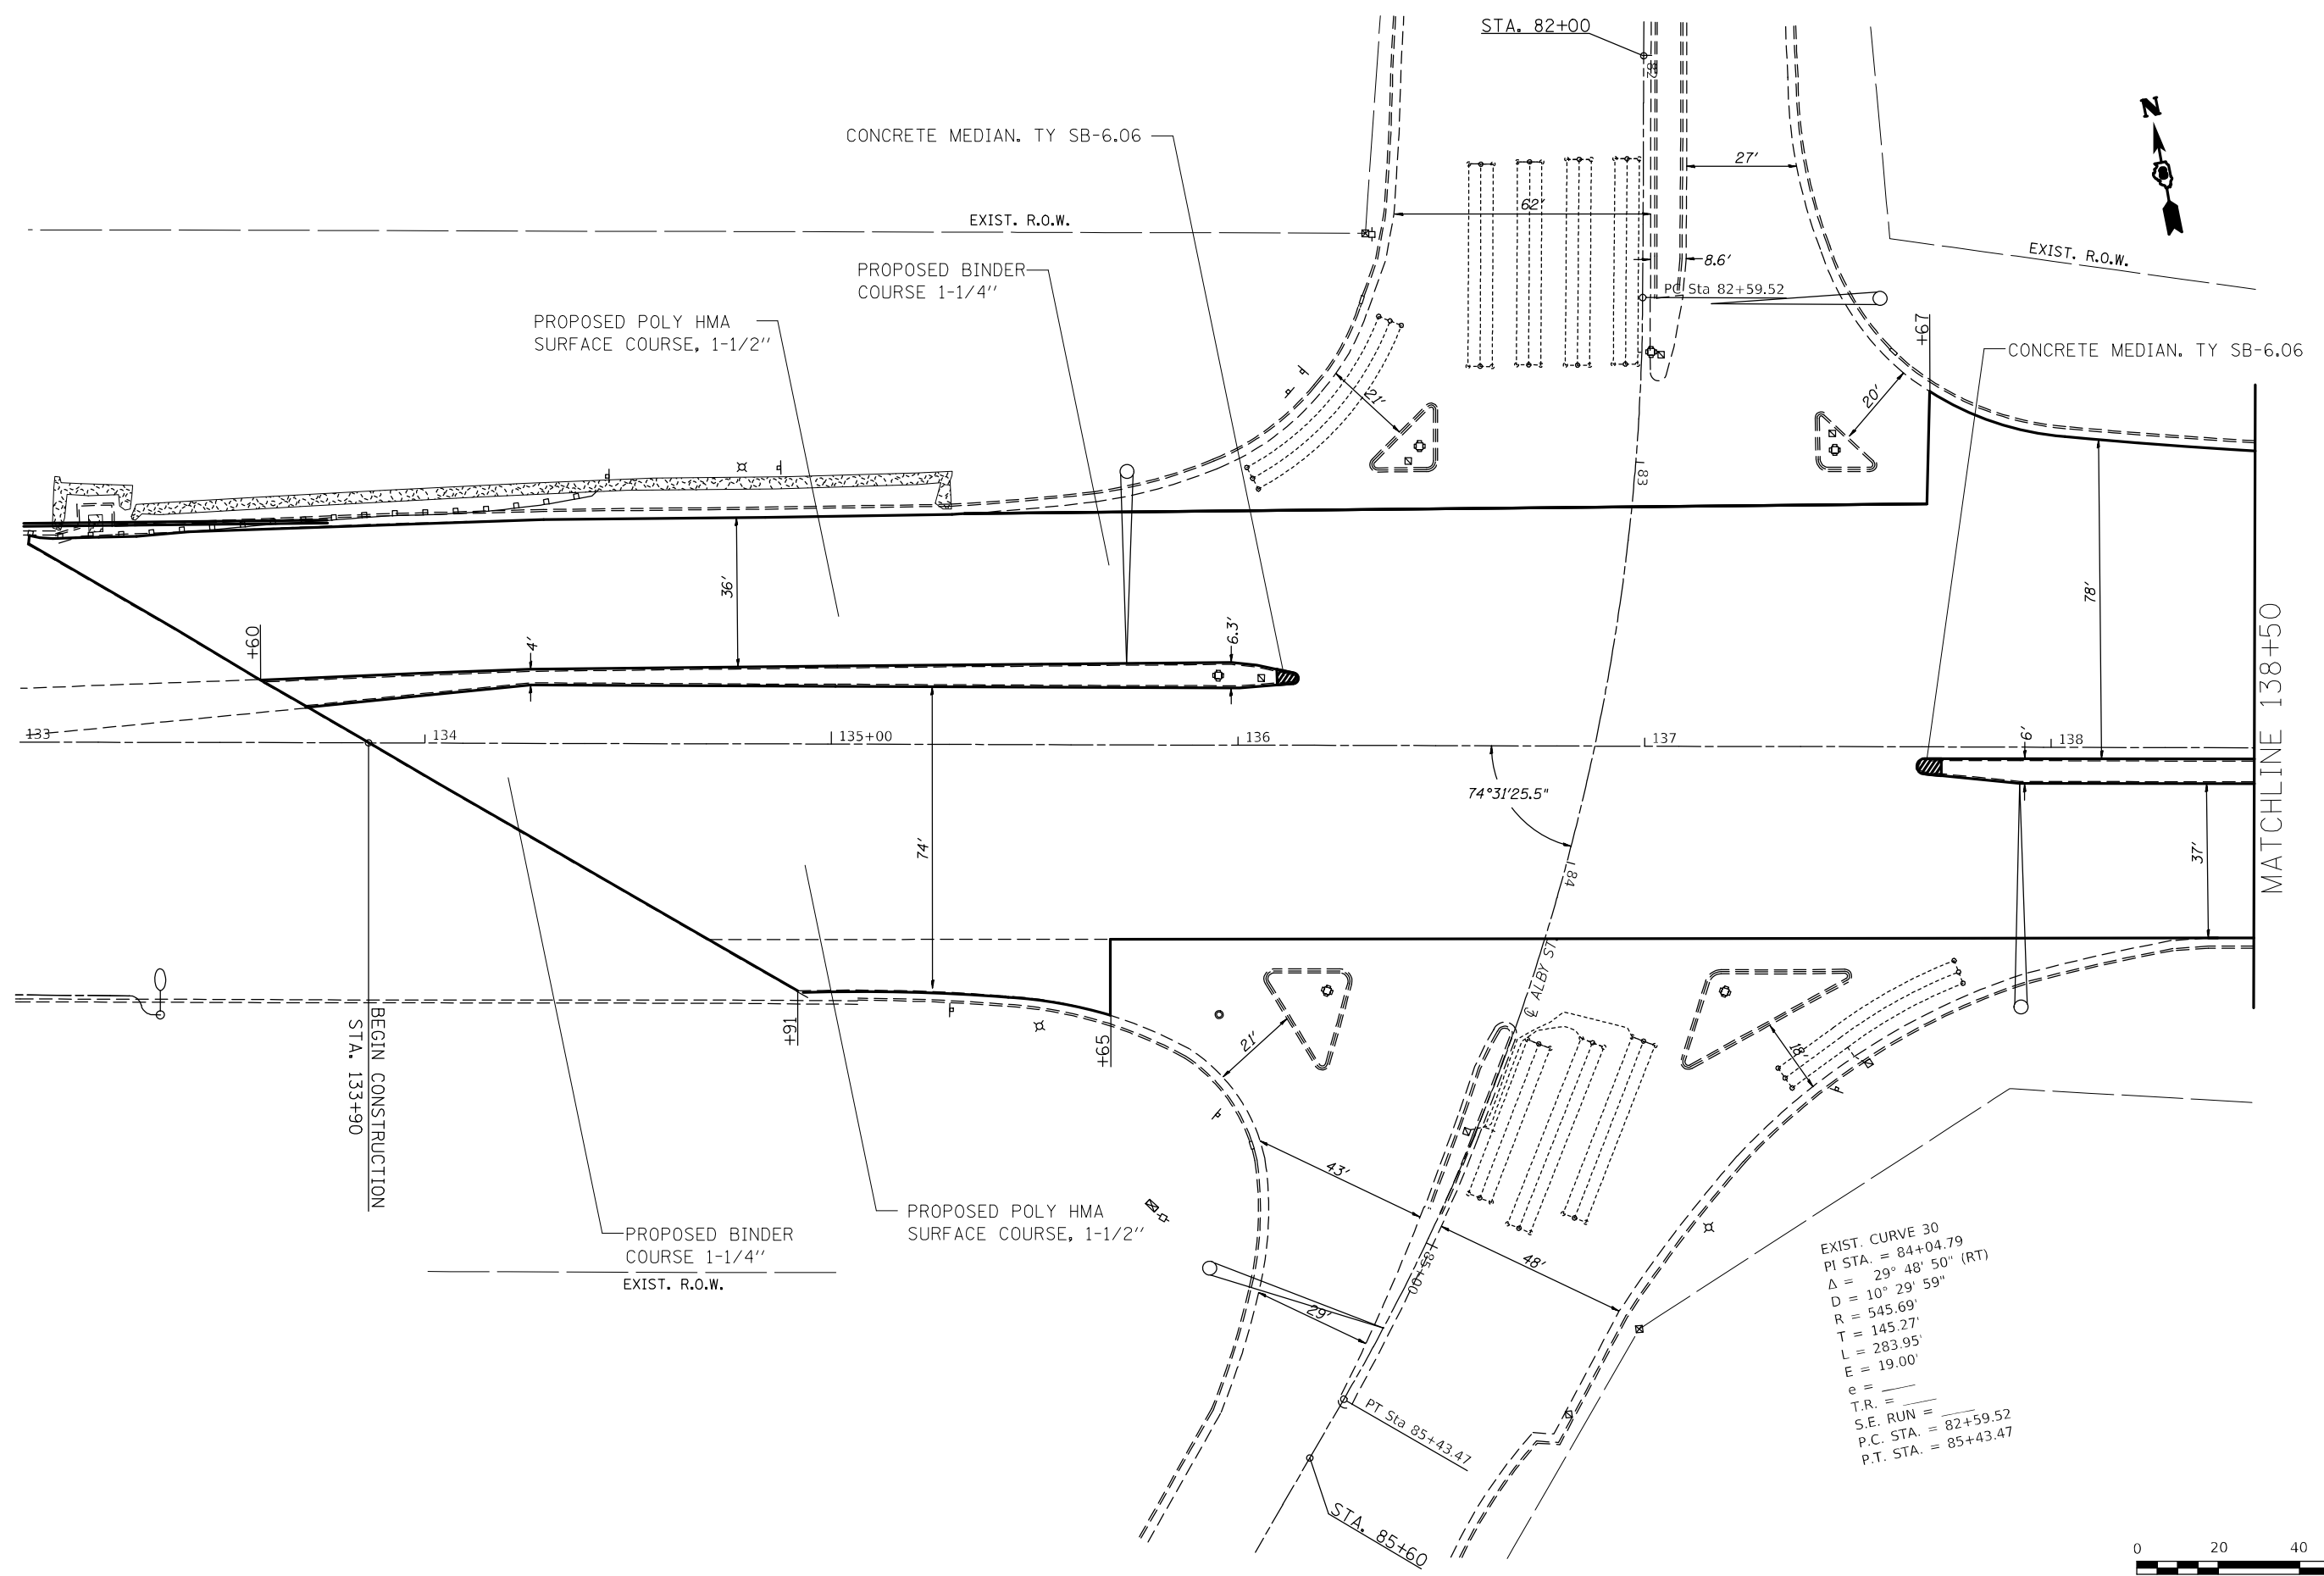 STA. 82+00
82
N
CONCRETE MEDIAN. TY SB-6.06
27'
62'
EXIST. R.O.W.
EXIST. R.O.W.
8.6'
PC Sta 82+59.52
PROPOSED BINDER
COURSE 1-1/4"
PROPOSED POLY HMA
SURFACE COURSE, 1-1/2"
+67
CONCRETE MEDIAN. TY SB-6.06
21'
20'
83
36'
78'
+60
4'
6.3'
133
134
135+00
136
137
138
6'
MATCHLINE 138+50
74°31'25.5"
74'
37'
84
℄ ALBY ST.
BEGIN CONSTRUCTION
STA. 133+90
+91
+65
21'
18'
43'
PROPOSED POLY HMA
SURFACE COURSE, 1-1/2"
PROPOSED BINDER
COURSE 1-1/4"
EXIST. R.O.W.
85+00
48'
29'
EXIST. CURVE 30
PI STA. = 84+04.79
Δ = 29° 48' 50" (RT)
D = 10° 29' 59"
R = 545.69'
T = 145.27'
L = 283.95'
E = 19.00'
e = ____
T.R. = ____
S.E. RUN = ____
P.C. STA. = 82+59.52
P.T. STA. = 85+43.47
PT Sta 85+43.47
STA. 85+60
0 20 40